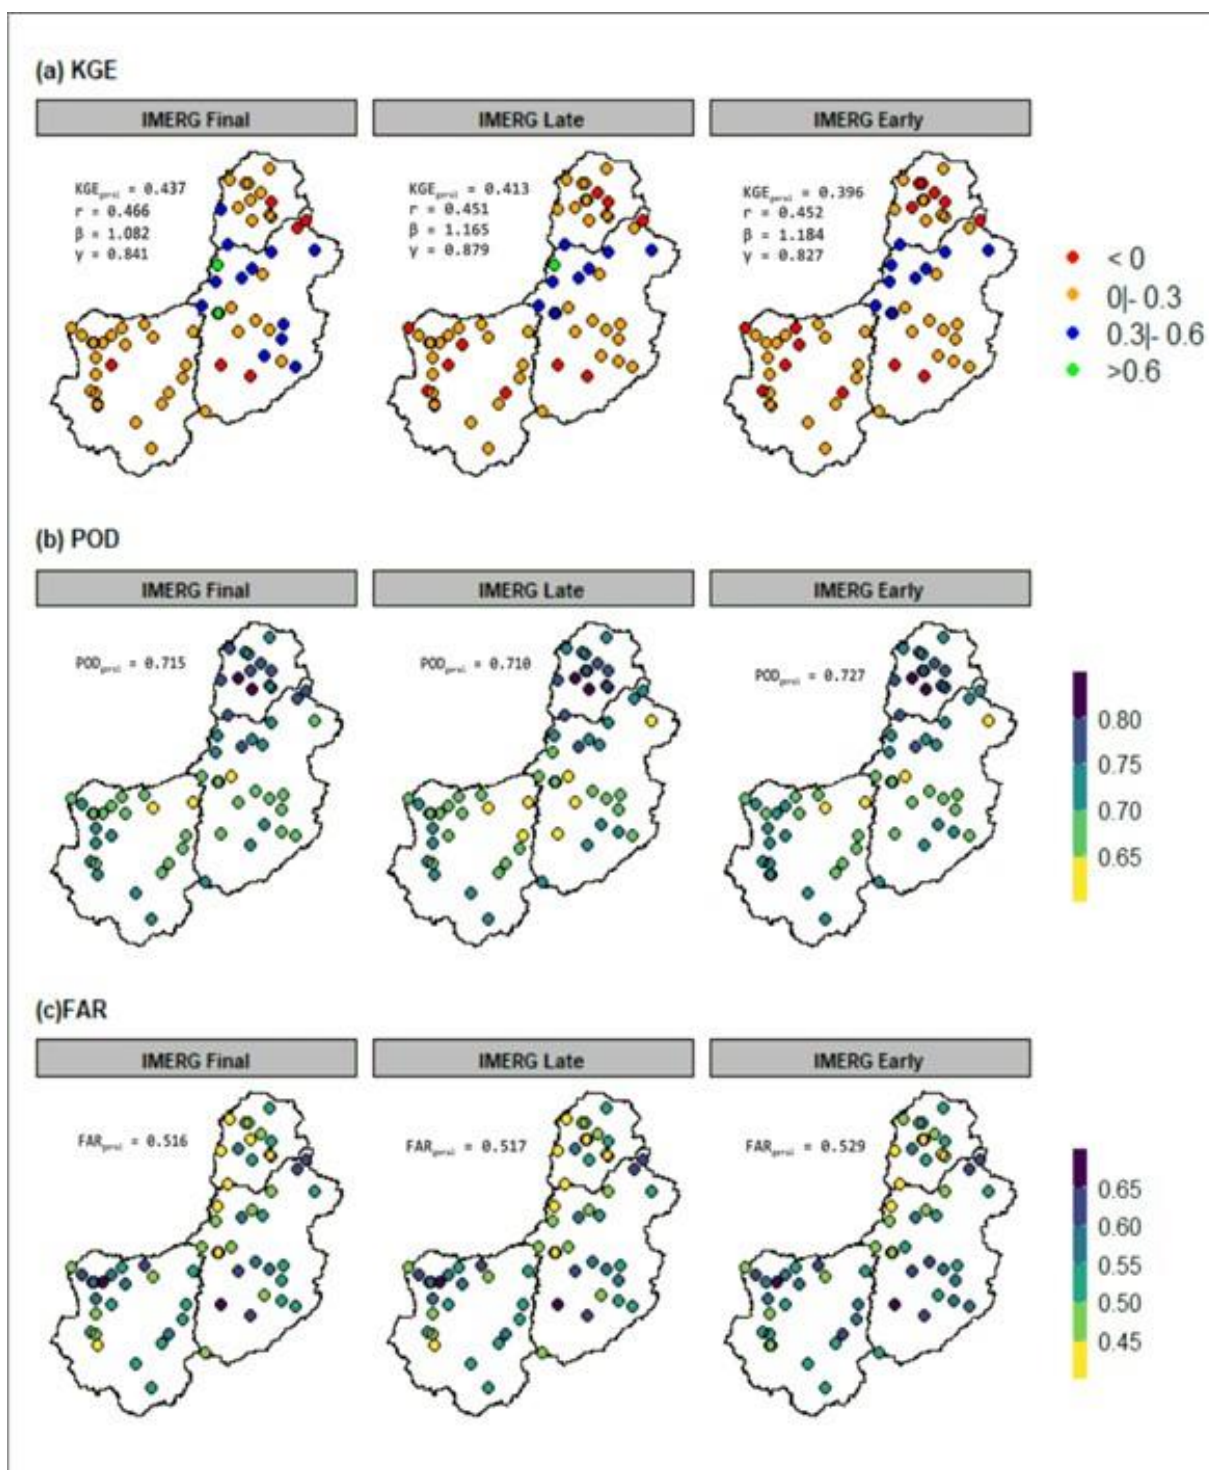 (a) KGE
IMERG Final
IMERG Late
IMERG Early
KGEgeral = 0.437
r = 0.466
β = 1.082
γ = 0.841
KGEgeral = 0.413
r = 0.451
β = 1.165
γ = 0.879
KGEgeral = 0.396
r = 0.452
β = 1.184
γ = 0.827
< 0
0|- 0.3
0.3|- 0.6
>0.6
(b) POD
IMERG Final
IMERG Late
IMERG Early
PODgeral = 0.715
PODgeral = 0.710
PODgeral = 0.727
0.80
0.75
0.70
0.65
(c)FAR
IMERG Final
IMERG Late
IMERG Early
FARgeral = 0.516
FARgeral = 0.517
FARgeral = 0.529
0.65
0.60
0.55
0.50
0.45